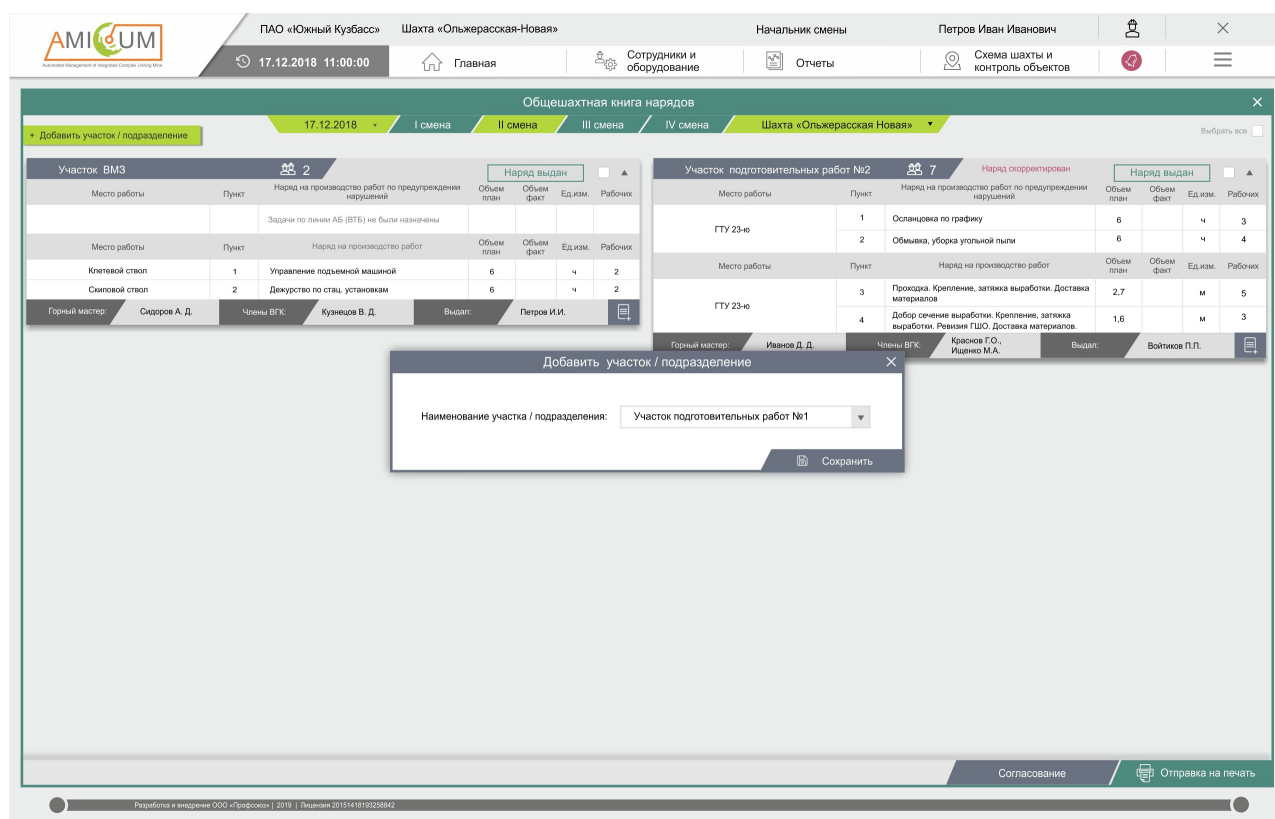 AMICUM
Automated Management of Integrated Complex Uniting Mine
ПАО «Южный Кузбасс» Шахта «Ольжерасская-Новая» Начальник смены Петров Иван Иванович
17.12.2018 11:00:00 Главная Сотрудники и оборудование Отчеты Схема шахты и контроль объектов
Общешахтная книга нарядов
+ Добавить участок / подразделение
17.12.2018 I смена II смена III смена IV смена Шахта «Ольжерасская Новая»
Выбрать все
Участок ВМЗ 2 Наряд выдан
Место работы Пункт Наряд на производство работ по предупреждении нарушений Объем план Объем факт Ед.изм. Рабочих
Задачи по линии АБ (ВТБ) не были назначены
Место работы Пункт Наряд на производство работ Объем план Объем факт Ед.изм. Рабочих
Клетевой ствол 1 Управление подъемной машиной 6 ч 2
Скиповой ствол 2 Дежурство по стац. установкам 6 ч 2
Горный мастер: Сидоров А. Д. Члены ВГК: Кузнецов В. Д. Выдал: Петров И.И.
Участок подготовительных работ №2 7 Наряд скорректирован Наряд выдан
Место работы Пункт Наряд на производство работ по предупреждении нарушений Объем план Объем факт Ед.изм. Рабочих
ГТУ 23-ю
1 Осланцовка по графику 6 ч 3
2 Обмывка, уборка угольной пыли 6 ч 4
Место работы Пункт Наряд на производство работ Объем план Объем факт Ед.изм. Рабочих
ГТУ 23-ю
3 Проходка. Крепление, затяжка выработки. Доставка материалов 2,7 м 5
4 Добор сечение выработки. Крепление, затяжка выработки. Ревизия ГШО. Доставка материалов. 1,6 м 3
Горный мастер: Иванов Д. Д. Члены ВГК: Краснов Г.О., Ищенко М.А. Выдал: Войтиков П.П.
Добавить участок / подразделение
Наименование участка / подразделения: Участок подготовительных работ №1
Сохранить
Согласование Отправка на печать
Разработка и внедрение ООО «Профсоюз» | 2019 | Лицензия 20151418193258842